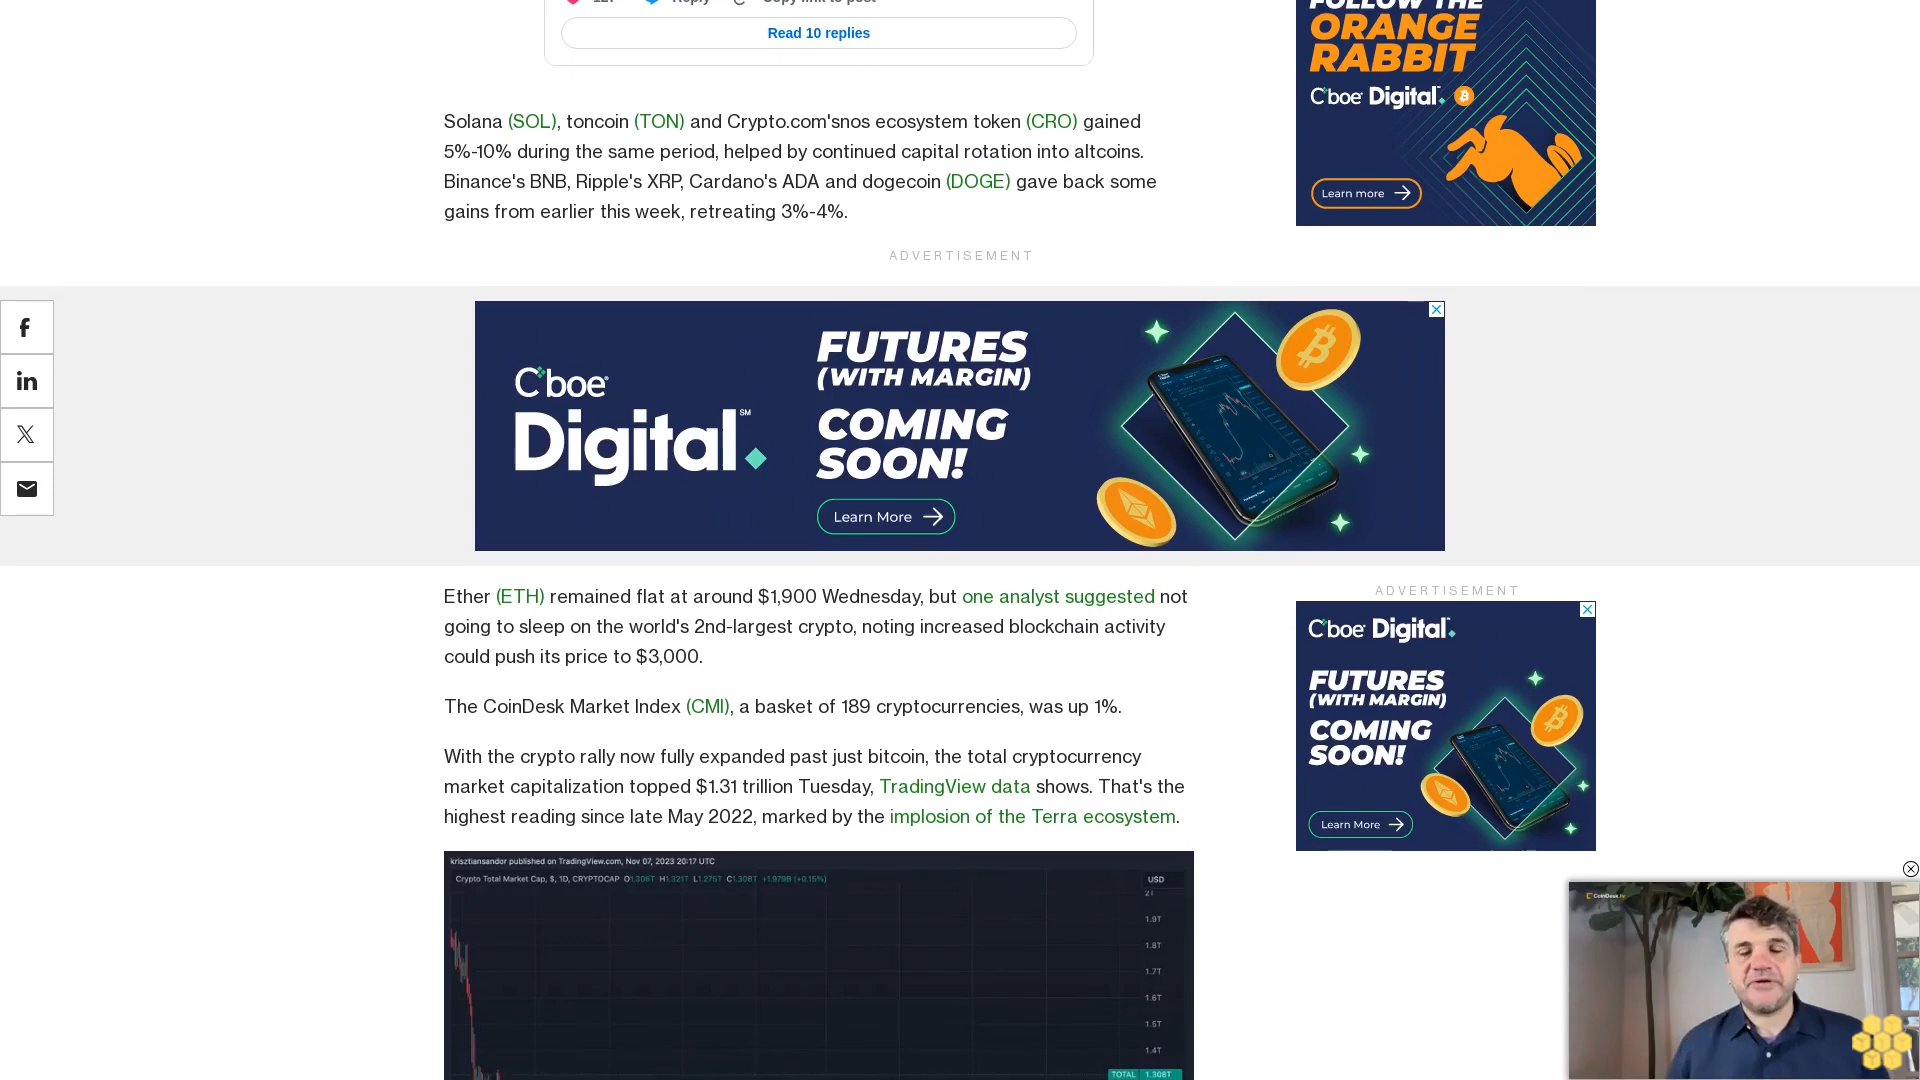 Read 10 replies
FOLLOW THE
ORANGE
RABBIT
Cboe Digital
Learn more
Solana (SOL), toncoin (TON) and Crypto.com'snos ecosystem token (CRO) gained
5%-10% during the same period, helped by continued capital rotation into altcoins.
Binance's BNB, Ripple's XRP, Cardano's ADA and dogecoin (DOGE) gave back some
gains from earlier this week, retreating 3%-4%.
ADVERTISEMENT
Cboe
Digital
SM
FUTURES
(WITH MARGIN)
COMING
SOON!
Learn More
Ether (ETH) remained flat at around $1,900 Wednesday, but one analyst suggested not
going to sleep on the world's 2nd-largest crypto, noting increased blockchain activity
could push its price to $3,000.
The CoinDesk Market Index (CMI), a basket of 189 cryptocurrencies, was up 1%.
With the crypto rally now fully expanded past just bitcoin, the total cryptocurrency
market capitalization topped $1.31 trillion Tuesday, TradingView data shows. That's the
highest reading since late May 2022, marked by the implosion of the Terra ecosystem.
ADVERTISEMENT
Cboe Digital
FUTURES
(WITH MARGIN)
COMING
SOON!
Learn More
krisztiansandor published on TradingView.com, Nov 07, 2023 20:17 UTC
Crypto Total Market Cap, $, 1D, CRYPTOCAP O1.306T H1.321T L1.275T C1.308T +1.979B (+0.15%)
USD
2T
1.9T
1.8T
1.7T
1.6T
1.5T
1.4T
TOTAL 1.308T
CoinDesk